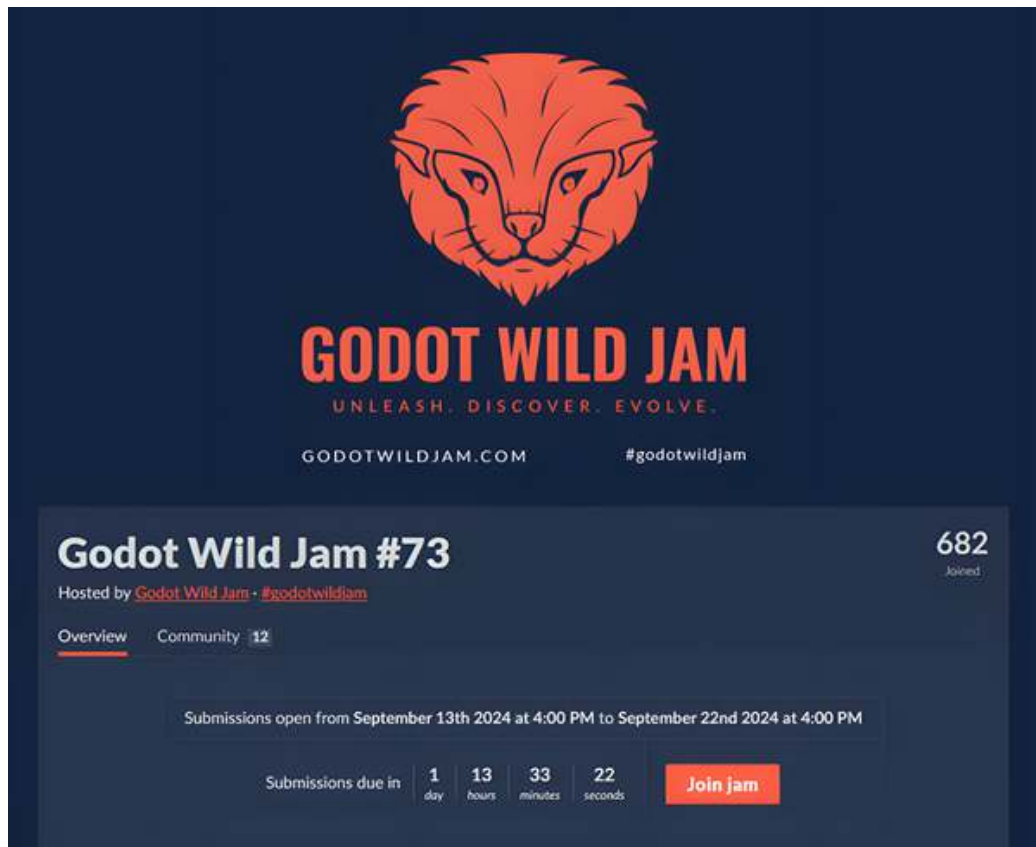 GODOT WILD JAM
UNLEASH. DISCOVER. EVOLVE.
GODOTWILDJAM.COM #godotwildjam
Godot Wild Jam #73
682
Joined
Hosted by Godot Wild Jam · #godotwildjam
Overview Community 12
Submissions open from September 13th 2024 at 4:00 PM to September 22nd 2024 at 4:00 PM
Submissions due in 1 day 13 hours 33 minutes 22 seconds Join jam